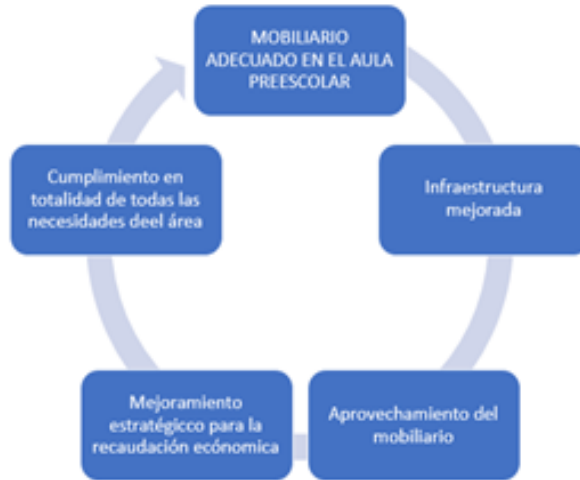 MOBILIARIO
ADECUADO EN EL AULA
PREESCOLAR
Infraestructura
mejorada
Aprovechamiento del
mobiliario
Mejoramiento
estratégicco para la
recaudación ecónomica
Cumplimiento en
totalidad de todas las
necesidades deel área